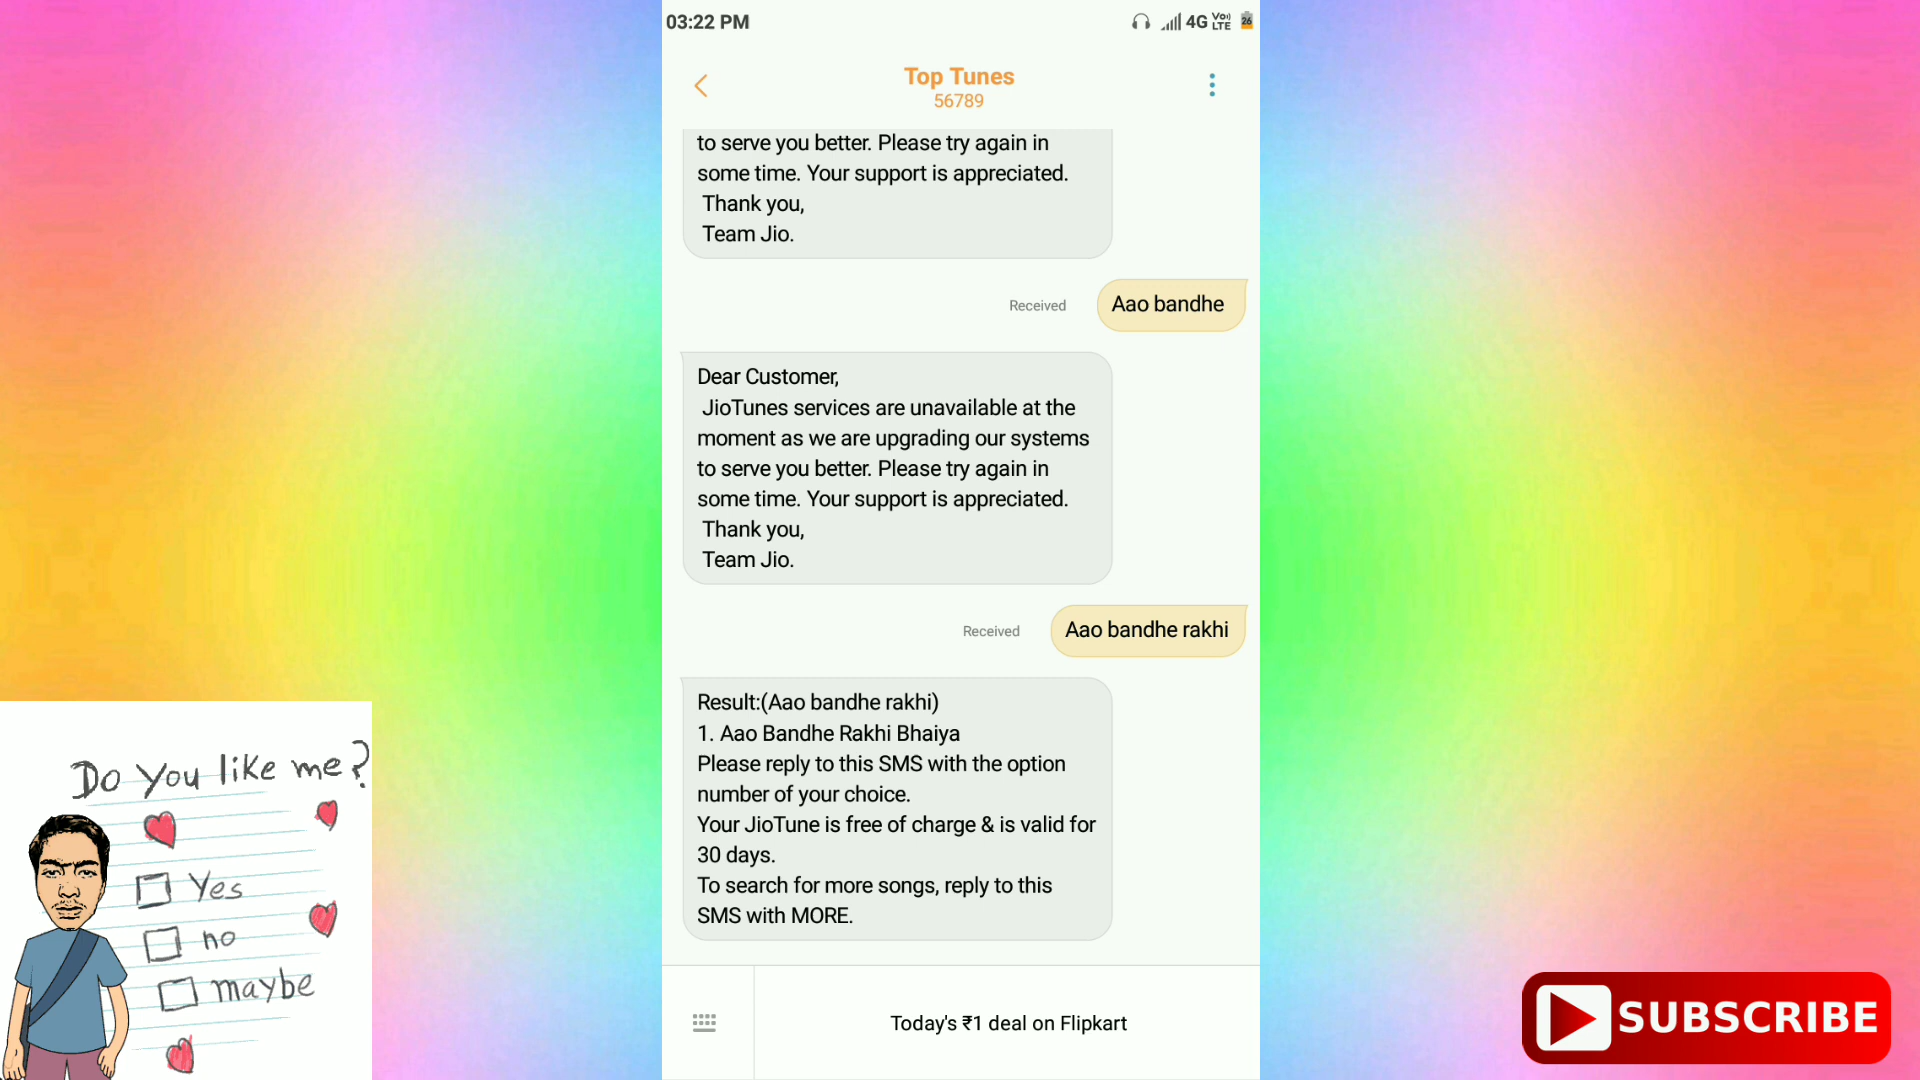 03:22 PM
4G VoLTE 26
Top Tunes
56789
to serve you better. Please try again in
some time. Your support is appreciated.
Thank you,
Team Jio.
Received
Aao bandhe
Dear Customer,
JioTunes services are unavailable at the
moment as we are upgrading our systems
to serve you better. Please try again in
some time. Your support is appreciated.
Thank you,
Team Jio.
Received
Aao bandhe rakhi
Result:(Aao bandhe rakhi)
1. Aao Bandhe Rakhi Bhaiya
Please reply to this SMS with the option
number of your choice.
Your JioTune is free of charge & is valid for
30 days.
To search for more songs, reply to this
SMS with MORE.
Today's ₹1 deal on Flipkart
Do you like me?
Yes
no
maybe
SUBSCRIBE